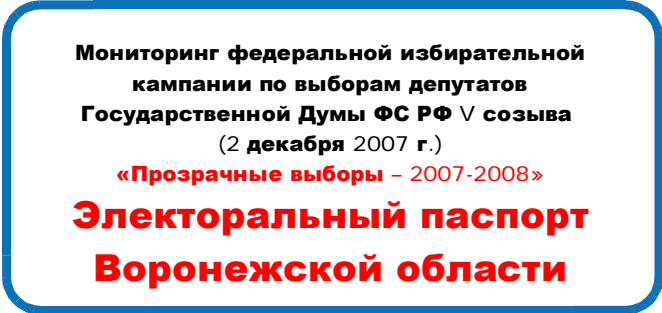 Мониторинг федеральной избирательной
кампании по выборам депутатов
Государственной Думы ФС РФ V созыва
(2 декабря 2007 г.)
«Прозрачные выборы – 2007-2008»
Электоральный паспорт
Воронежской области